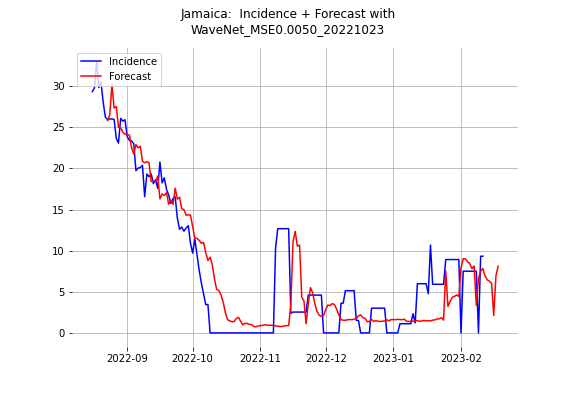 Jamaica:  Incidence + Forecast with
WaveNet_MSE0.0050_20221023
Incidence
Forecast
30
25
20
15
10
5
0
2022-09 2022-10 2022-11 2022-12 2023-01 2023-02